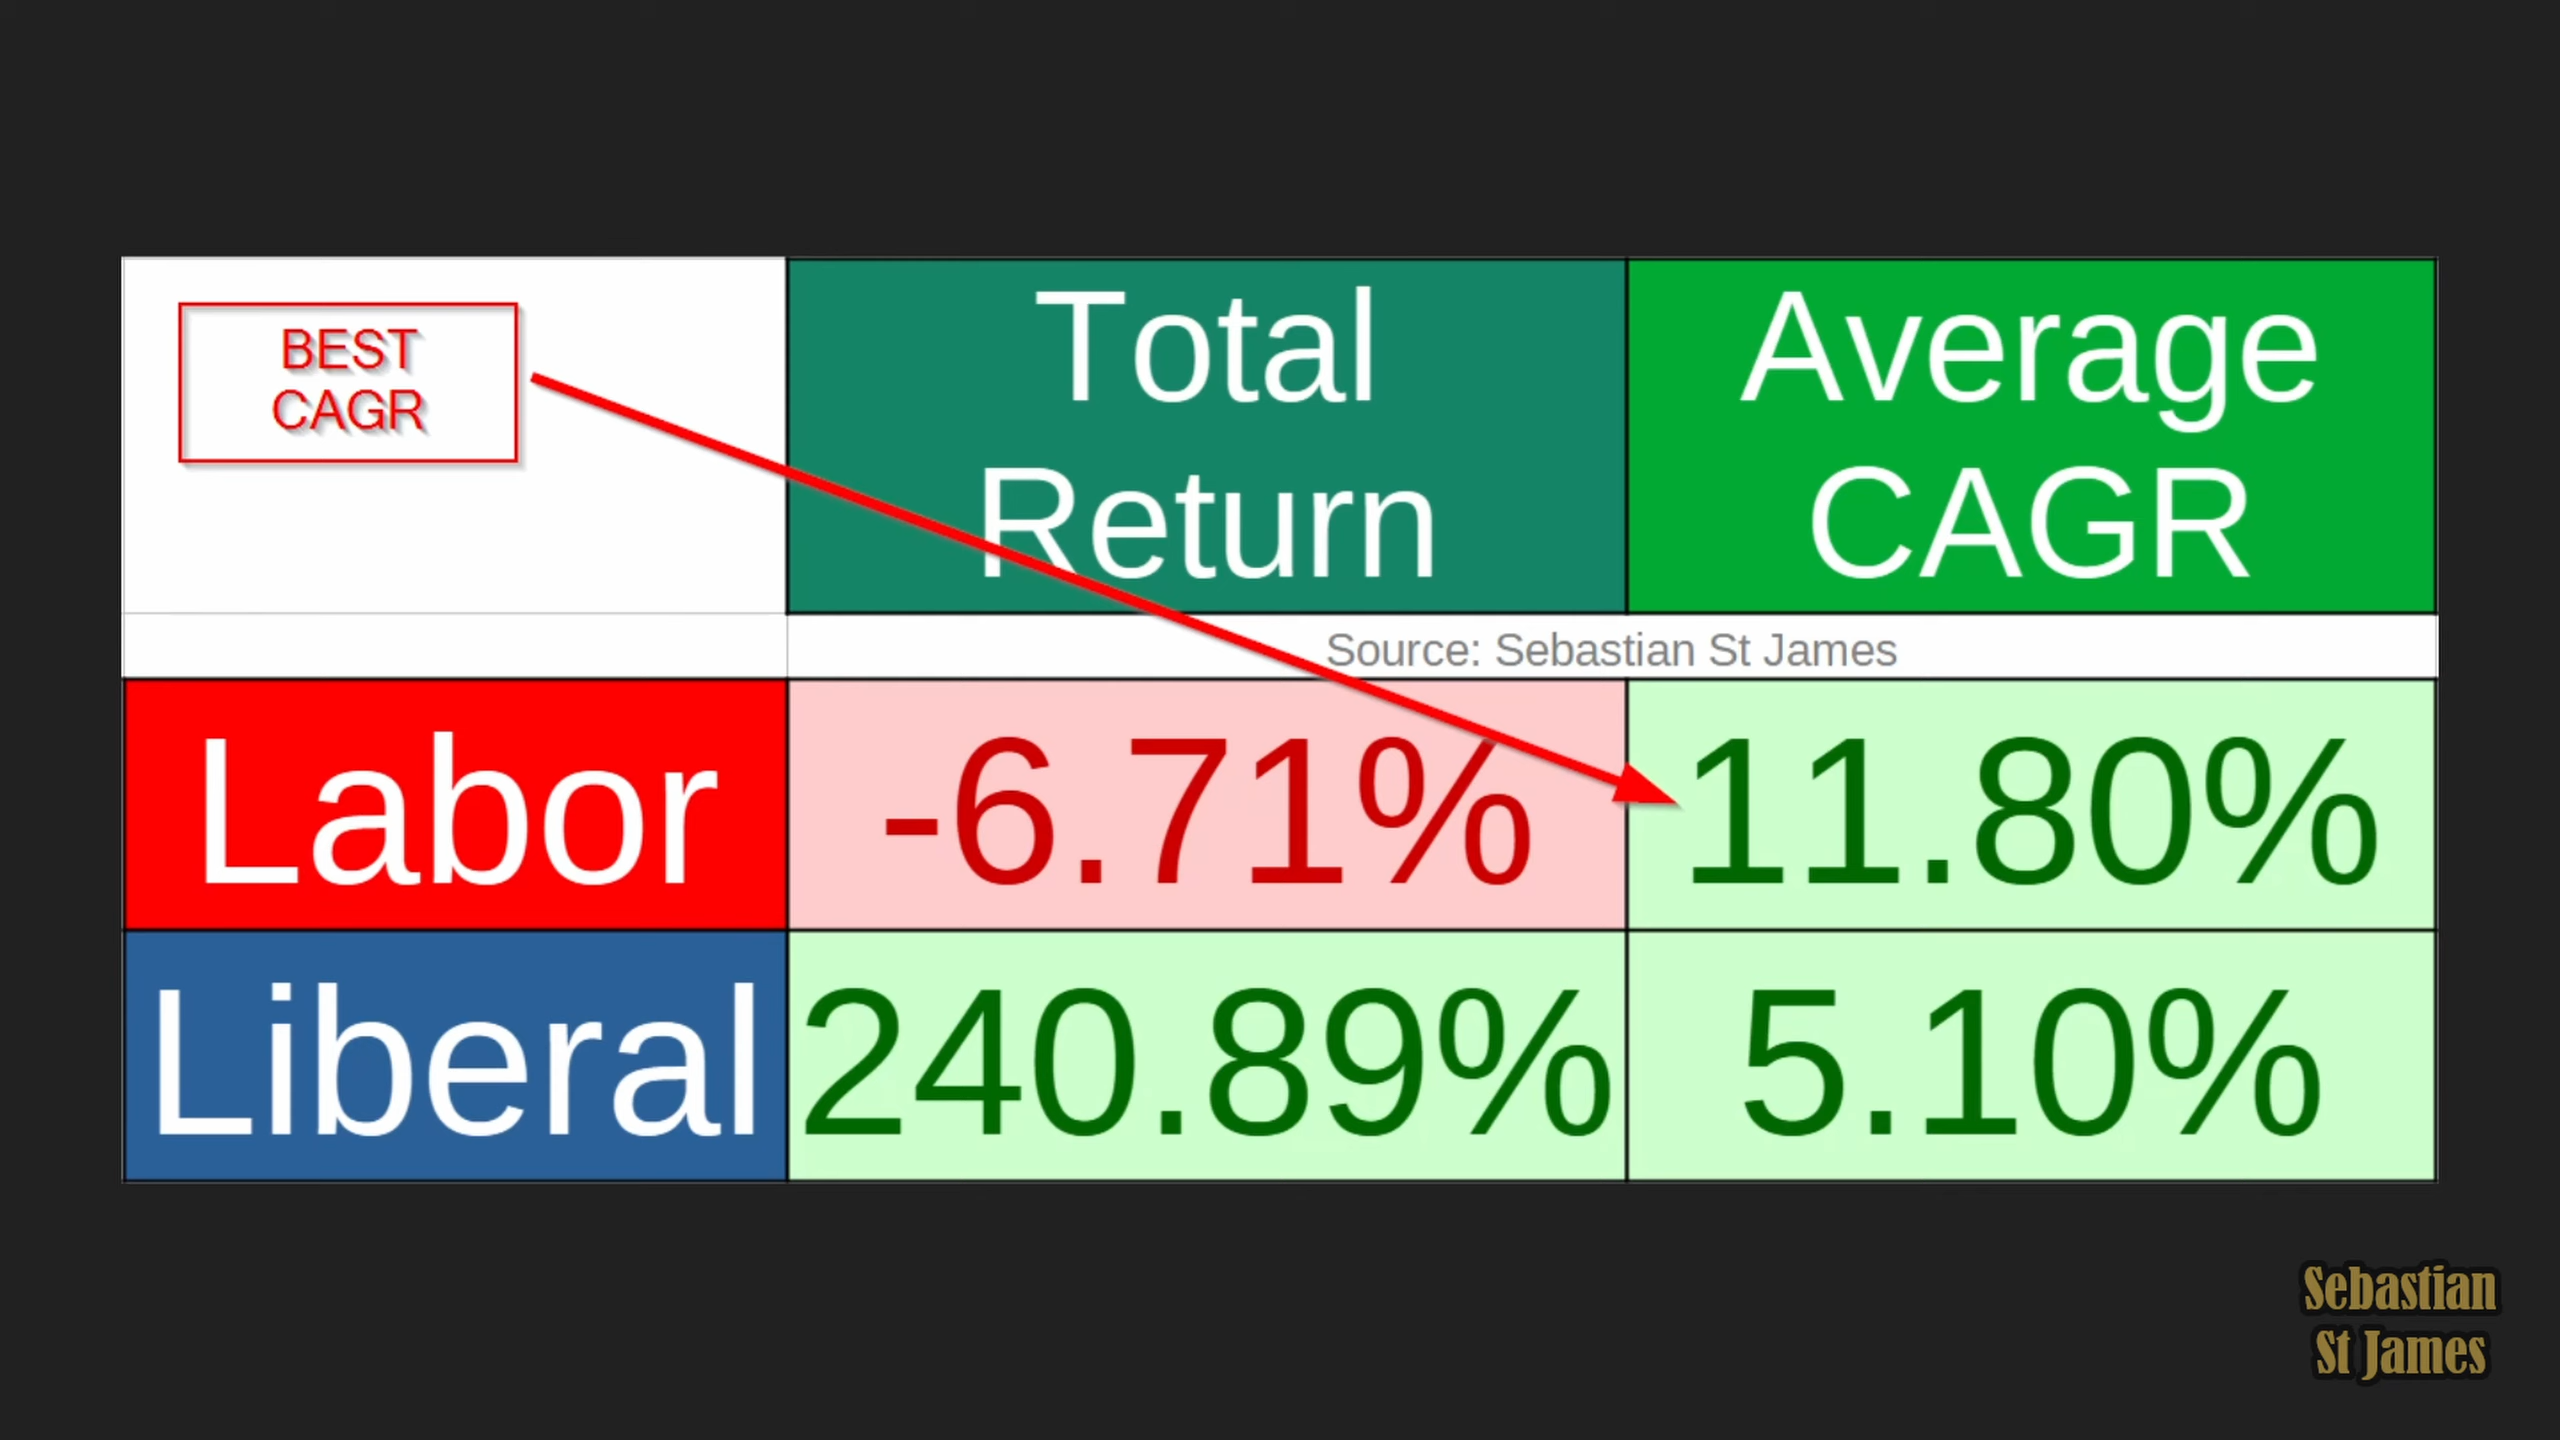 BEST
CAGR
Total
Return
Average
CAGR
Source: Sebastian St James
Labor
-6.71%
11.80%
Liberal
240.89%
5.10%
Sebastian
St James